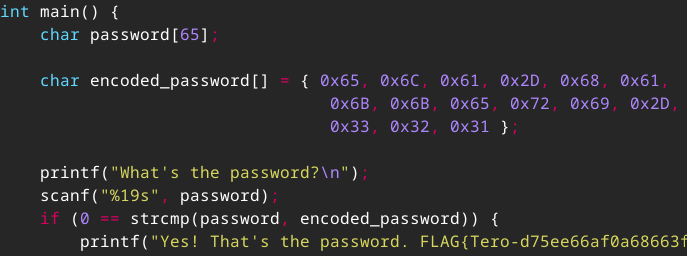 int main() {
char password[65];
char encoded_password[] = { 0x65, 0x6C, 0x61, 0x2D, 0x68, 0x61,
0x6B, 0x6B, 0x65, 0x72, 0x69, 0x2D,
0x33, 0x32, 0x31 };
printf("What's the password?\n");
scanf("%19s", password);
if (0 == strcmp(password, encoded_password)) {
printf("Yes! That's the password. FLAG{Tero-d75ee66af0a68663f